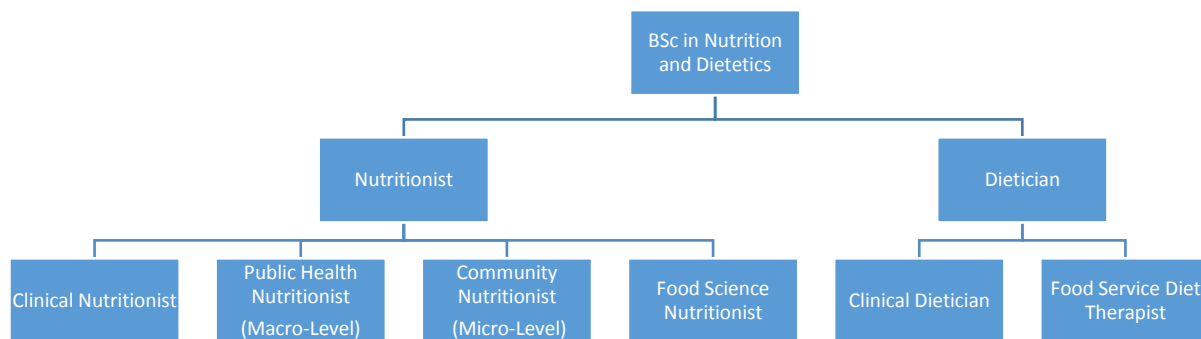 BSc in Nutrition
and Dietetics
Nutritionist
Dietician
Clinical Nutritionist
Public Health
Nutritionist
(Macro-Level)
Community
Nutritionist
(Micro-Level)
Food Science
Nutritionist
Clinical Dietician
Food Service Diet
Therapist